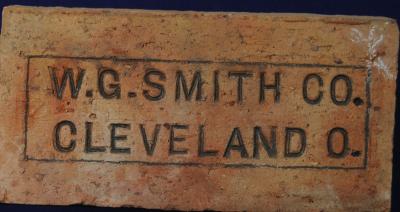 W.G. SMITH CO.
CLEVELAND O.